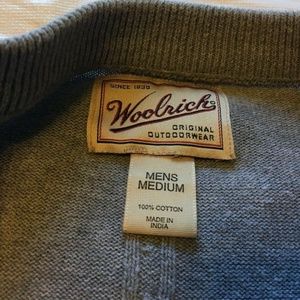 SINCE 1830
Woolrich
ORIGINAL
OUTDOORWEAR
MENS
MEDIUM
100% COTTON
MADE IN
INDIA